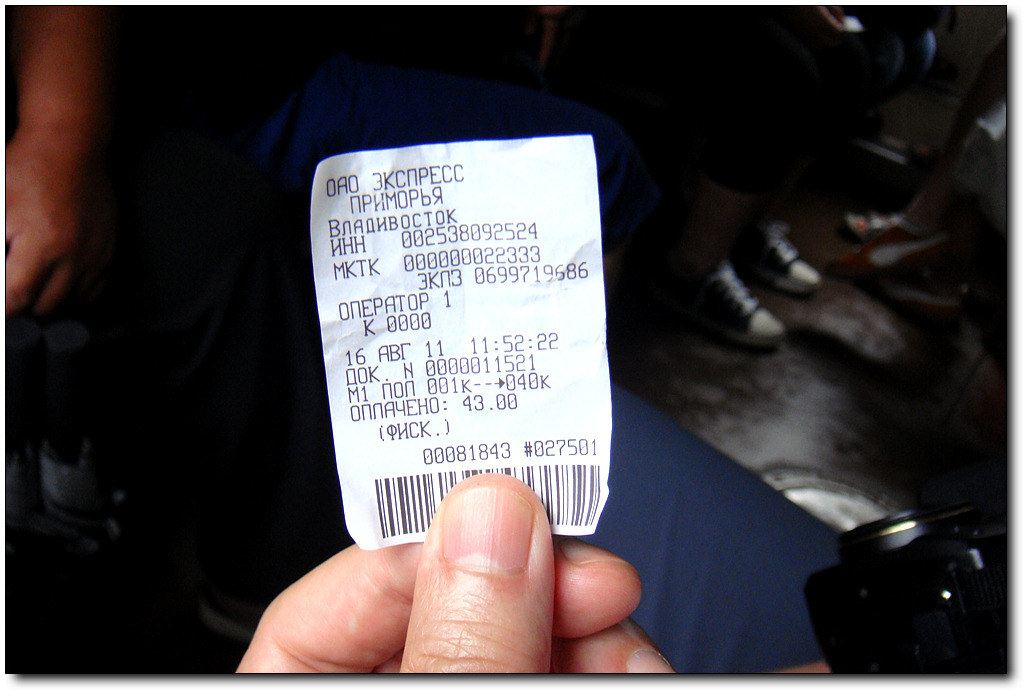 ОАО ЭКСПРЕСС
ПРИМОРЬЯ
ВЛАДИВОСТОК
ИНН 002538092524
МКТК 000000022333
ЭКЛЗ 0699719686
ОПЕРАТОР 1
К 0000
16 АВГ 11 11:52:22
ДОК. N 0000011521
М1 ПОЛ 001к--→040к
ОПЛАЧЕНО: 43.00
(ФИСК.)
00081843 #027501